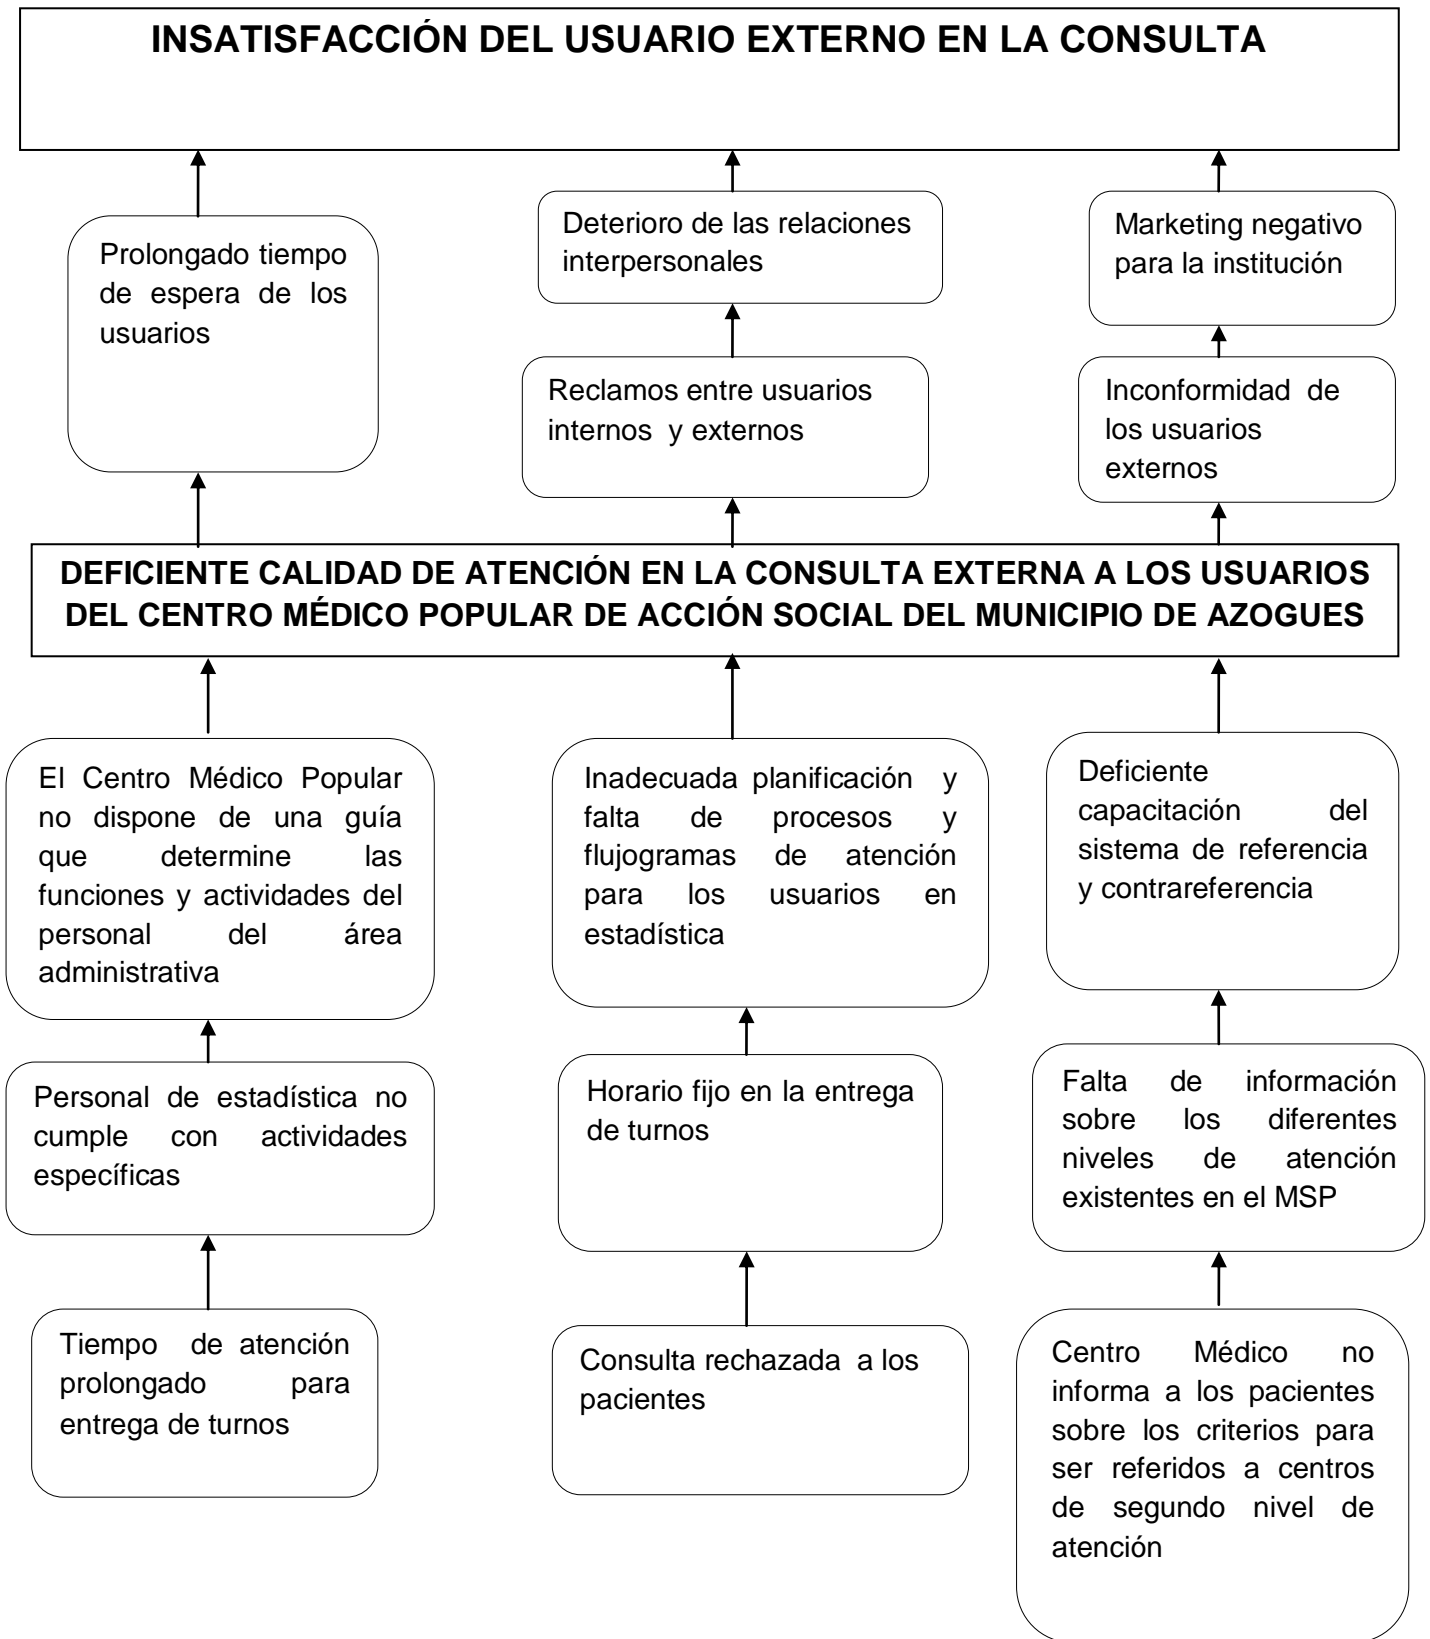 INSATISFACCIÓN DEL USUARIO EXTERNO EN LA CONSULTA
Prolongado tiempo
de espera de los
usuarios
Deterioro de las relaciones
interpersonales
Marketing negativo
para la institución
Reclamos entre usuarios
internos y externos
Inconformidad de
los usuarios
externos
DEFICIENTE CALIDAD DE ATENCIÓN EN LA CONSULTA EXTERNA A LOS USUARIOS
DEL CENTRO MÉDICO POPULAR DE ACCIÓN SOCIAL DEL MUNICIPIO DE AZOGUES
El Centro Médico Popular
no dispone de una guía
que determine las
funciones y actividades del
personal del área
administrativa
Inadecuada planificación y
falta de procesos y
flujogramas de atención
para los usuarios en
estadística
Deficiente
capacitación del
sistema de referencia
y contrareferencia
Personal de estadística no
cumple con actividades
específicas
Horario fijo en la entrega
de turnos
Falta de información
sobre los diferentes
niveles de atención
existentes en el MSP
Tiempo de atención
prolongado para
entrega de turnos
Consulta rechazada a los
pacientes
Centro Médico no
informa a los pacientes
sobre los criterios para
ser referidos a centros
de segundo nivel de
atención